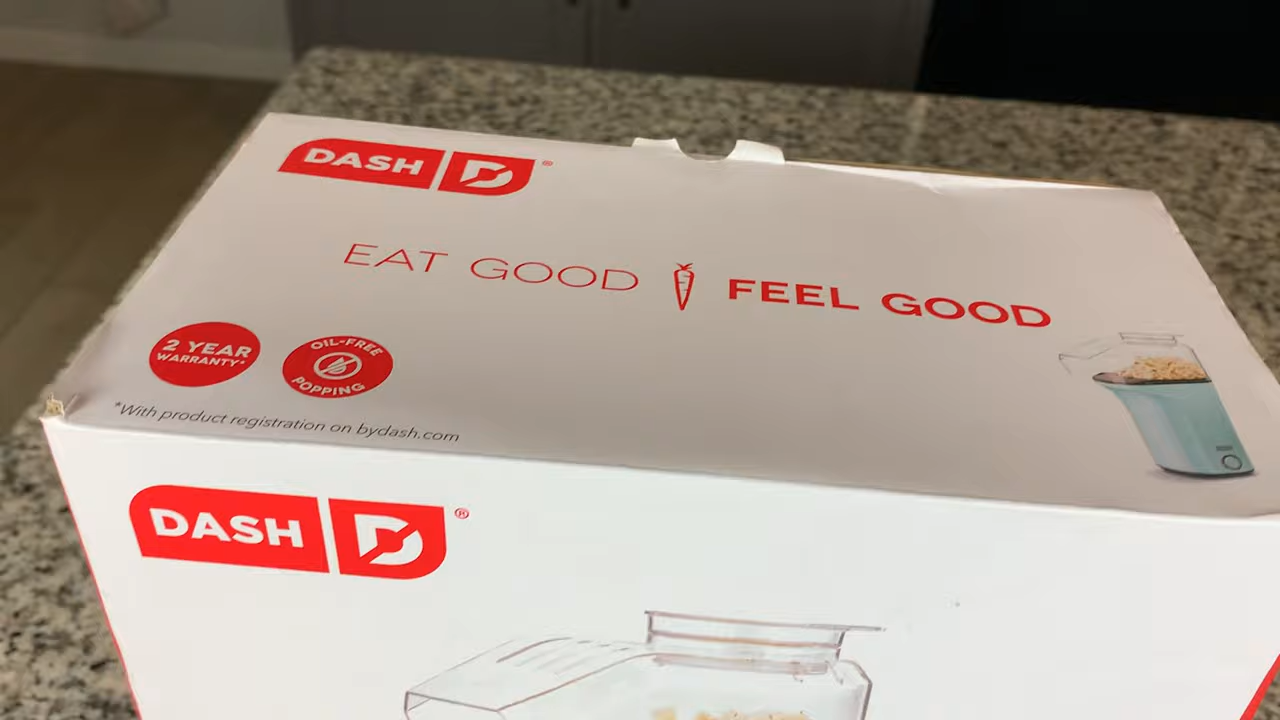 DASH D®
EAT GOOD FEEL GOOD
2 YEAR
WARRANTY*
OIL-FREE
POPPING
*With product registration on bydash.com
DASH D®